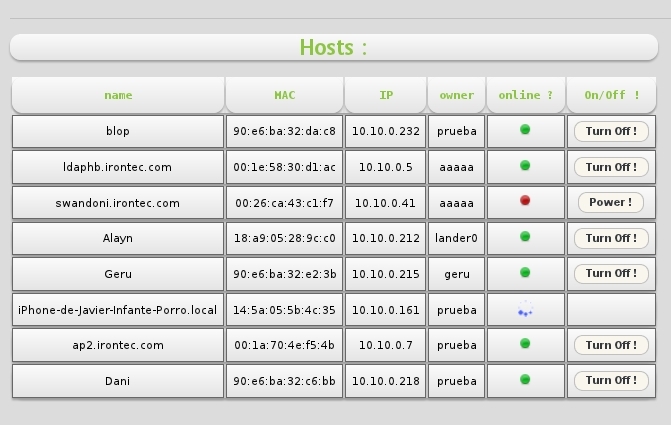 Hosts :
name MAC IP owner online ? On/Off !
blop 90:e6:ba:32:da:c8 10.10.0.232 prueba Turn Off !
ldaphb.irontec.com 00:1e:58:30:d1:ac 10.10.0.5 aaaaa Turn Off !
swandoni.irontec.com 00:26:ca:43:c1:f7 10.10.0.41 aaaaa Power !
Alayn 18:a9:05:28:9c:c0 10.10.0.212 lander0 Turn Off !
Geru 90:e6:ba:32:e2:3b 10.10.0.215 geru Turn Off !
iPhone-de-Javier-Infante-Porro.local 14:5a:05:5b:4c:35 10.10.0.161 prueba
ap2.irontec.com 00:1a:70:4e:f5:4b 10.10.0.7 prueba Turn Off !
Dani 90:e6:ba:32:c6:bb 10.10.0.218 prueba Turn Off !